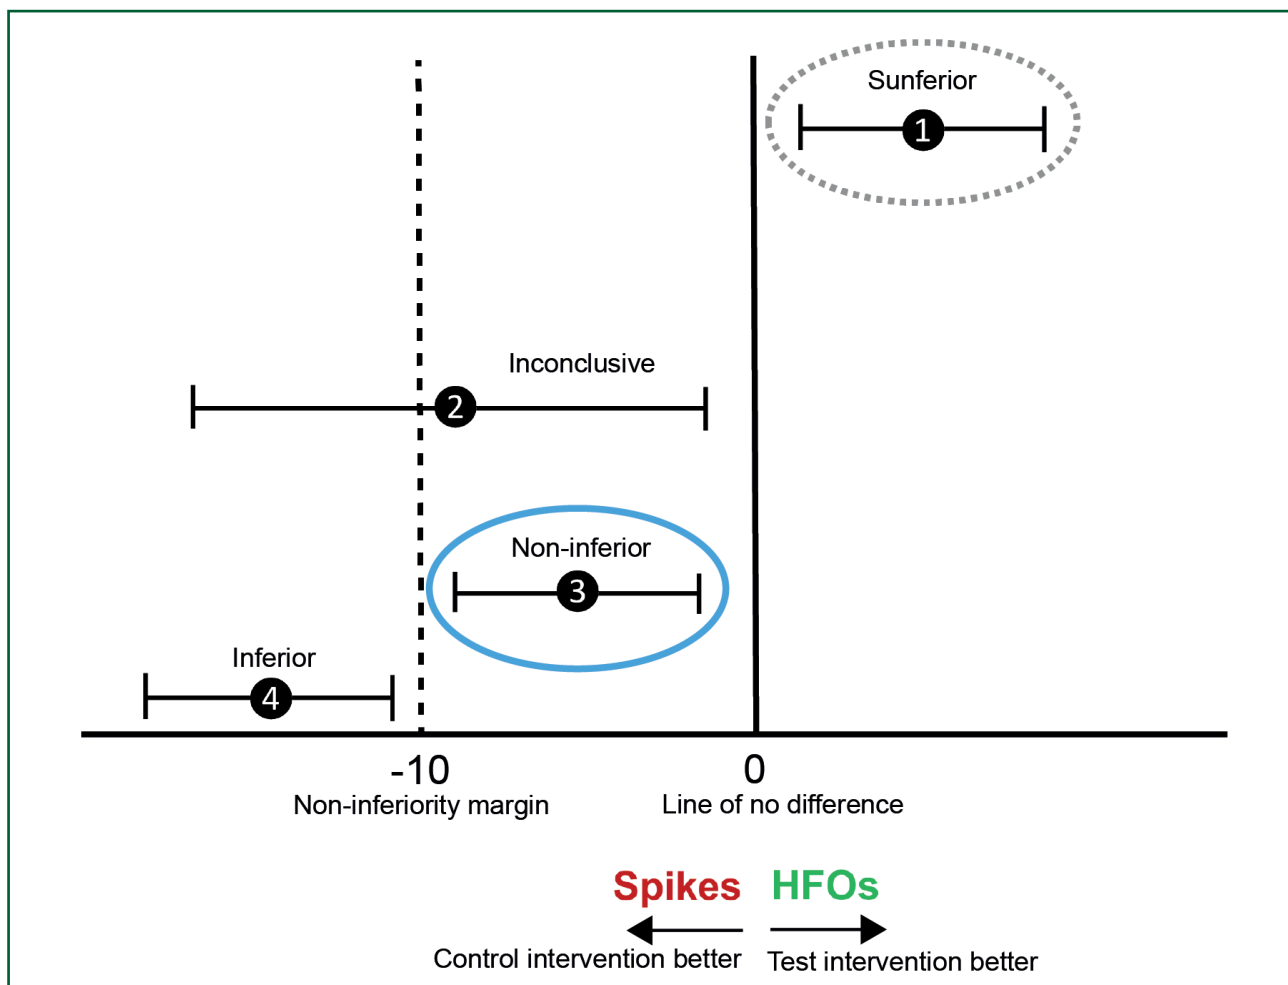 Sunferior
1
Inconclusive
2
Non-inferior
3
Inferior
4
-10
0
Non-inferiority margin
Line of no difference
Spikes HFOs
Control intervention better
Test intervention better